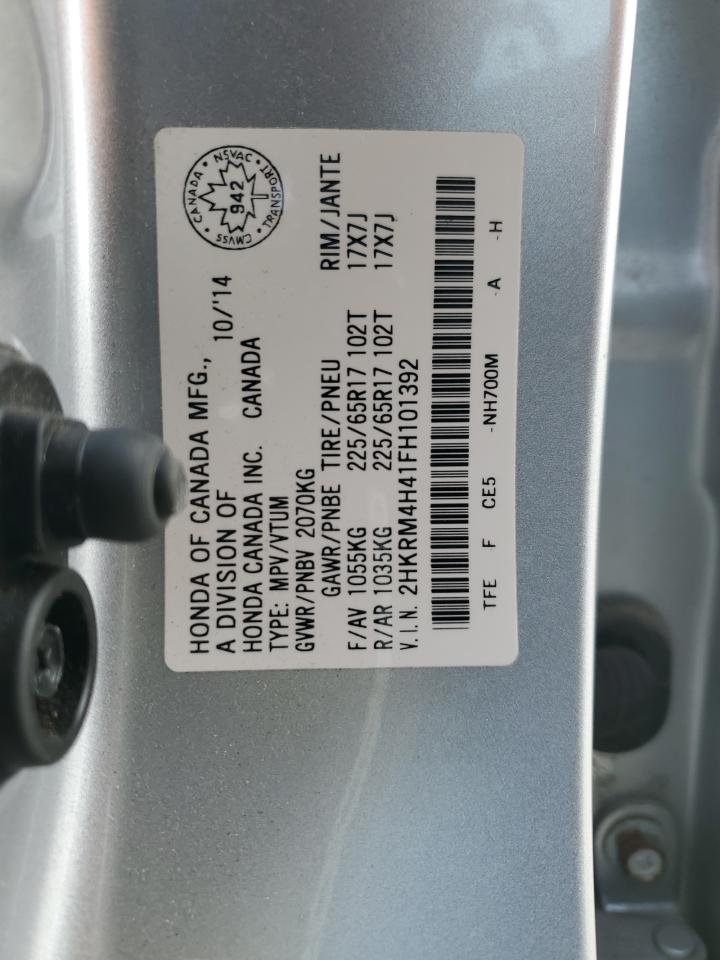 HONDA OF CANADA MFG., 10/'14
A DIVISION OF
HONDA CANADA INC. CANADA
TYPE: MPV/VTUM
GVWR/PNBV 2070KG
GAWR/PNBE TIRE/PNEU RIM/JANTE
F/AV 1055KG 225/65R17 102T 17X7J
R/AR 1035KG 225/65R17 102T 17X7J
V.I.N. 2HKRM4H41FH101392
TFE F CE5 -NH700M -A -H
CANADA • NSVAC • TRANSPORT • CMVSS •
942